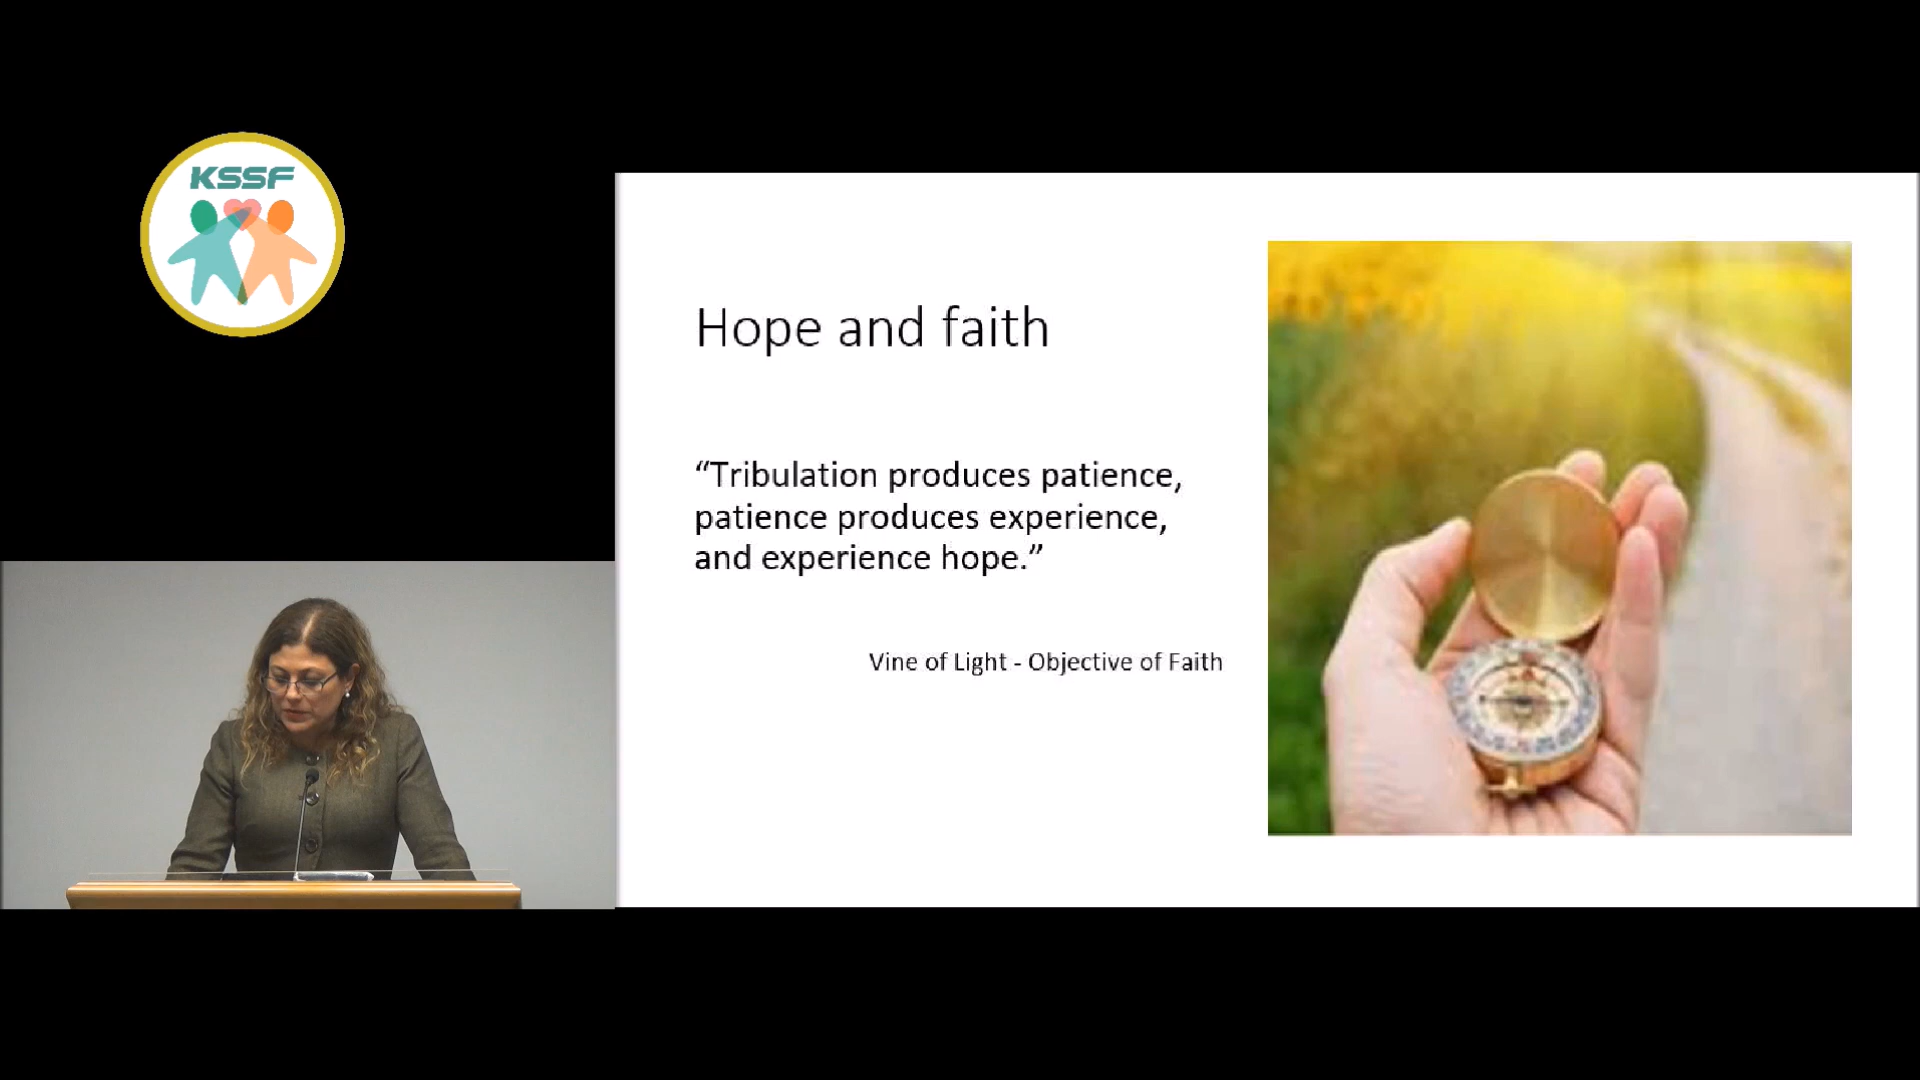 KSSF
Hope and faith
“Tribulation produces patience,
patience produces experience,
and experience hope.”
Vine of Light - Objective of Faith